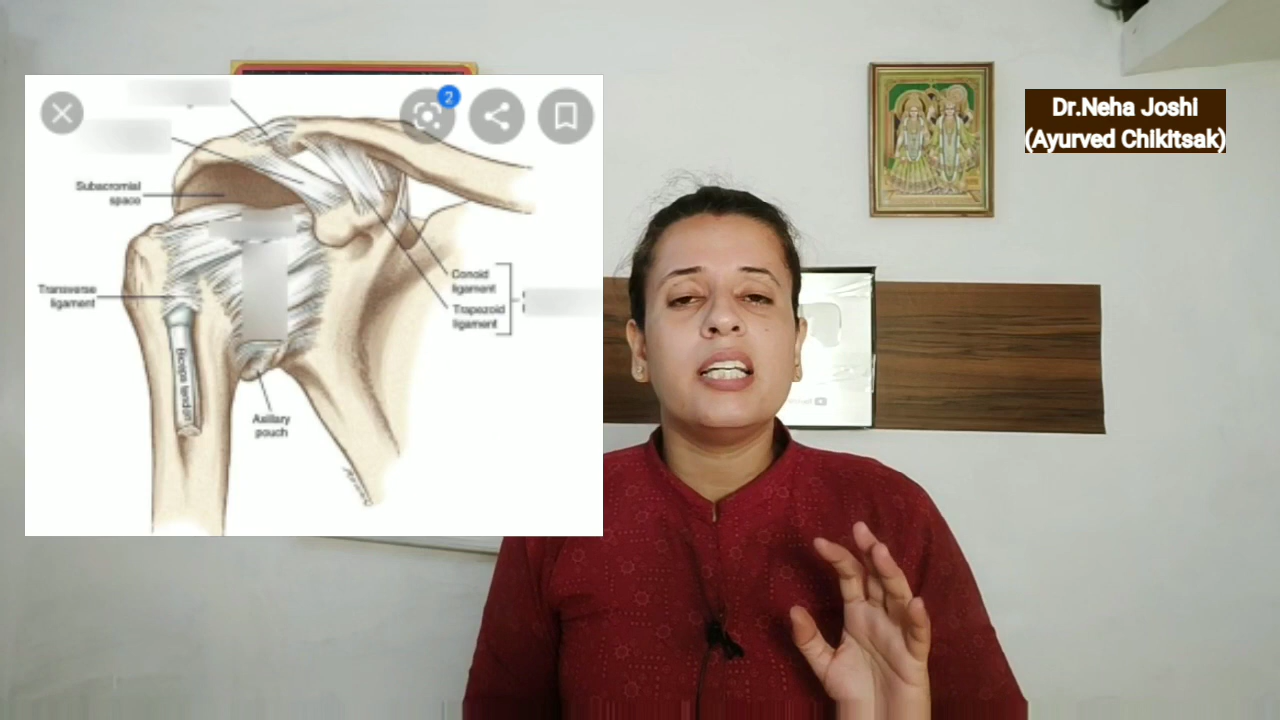 Dr.Neha Joshi
(Ayurved Chikitsak)
2
Subacromial
space
Transverse
ligament
Conoid
ligament
Trapezoid
ligament
Biceps tendon
Axillary
pouch